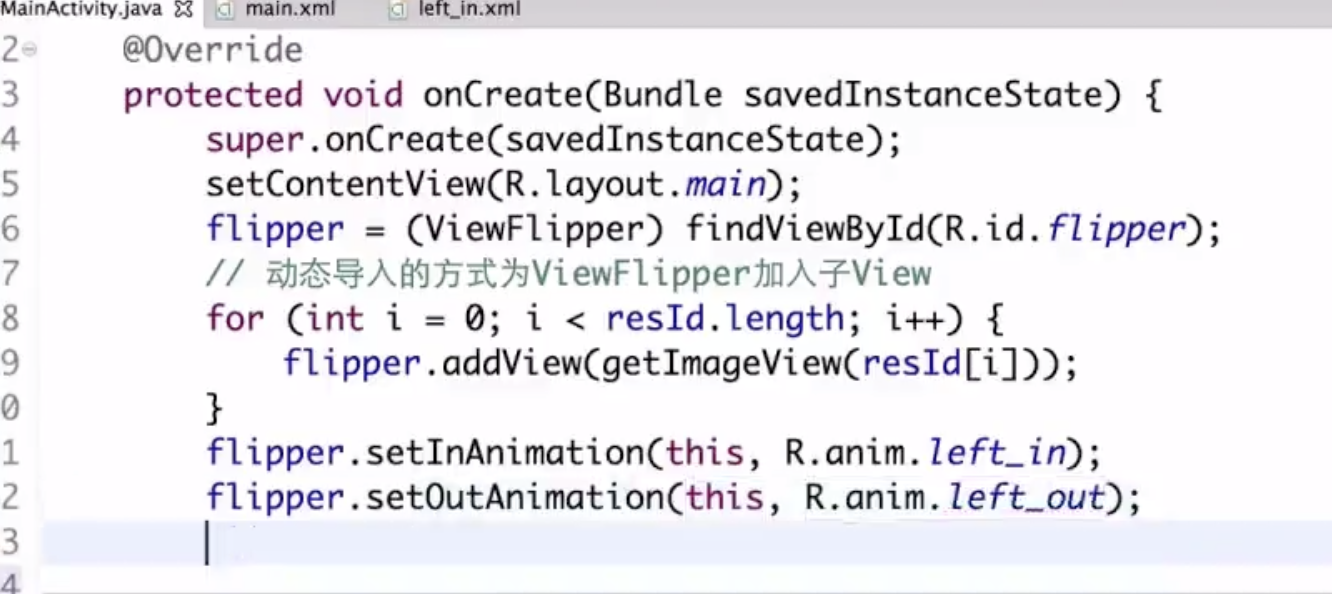 MainActivity.java main.xml left_in.xml
2 @Override
3 protected void onCreate(Bundle savedInstanceState) {
4 super.onCreate(savedInstanceState);
5 setContentView(R.layout.main);
6 flipper = (ViewFlipper) findViewById(R.id.flipper);
7 // 动态导入的方式为ViewFlipper加入子View
8 for (int i = 0; i < resId.length; i++) {
9 flipper.addView(getImageView(resId[i]));
0 }
1 flipper.setInAnimation(this, R.anim.left_in);
2 flipper.setOutAnimation(this, R.anim.left_out);
3
4